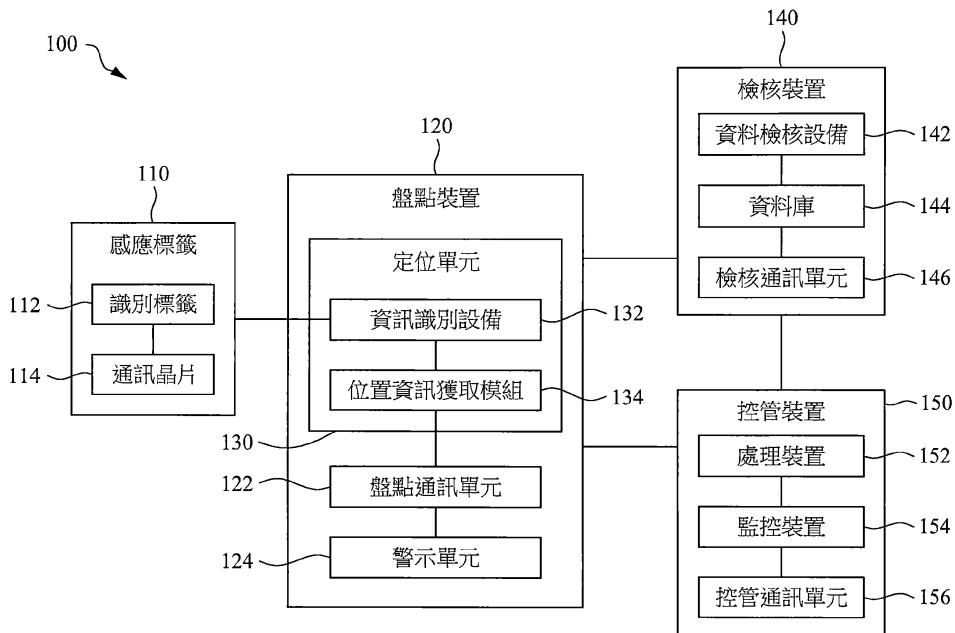 100
110
感應標籤
112
識別標籤
114
通訊晶片
120
盤點裝置
定位單元
資訊識別設備
132
位置資訊獲取模組
134
130
122
盤點通訊單元
124
警示單元
140
檢核裝置
資料檢核設備
142
資料庫
144
檢核通訊單元
146
控管裝置
150
處理裝置
152
監控裝置
154
控管通訊單元
156